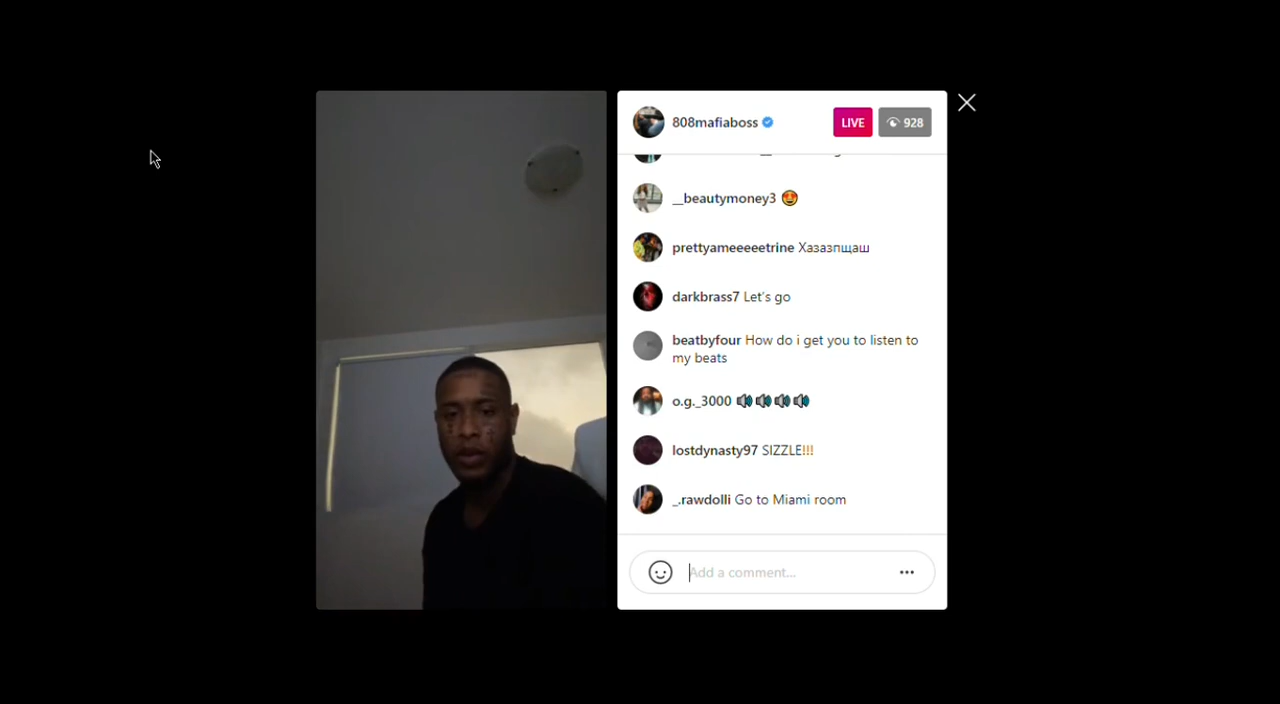 808mafiaboss
LIVE
928
__beautymoney3 😍
prettyameeeeetrine Хазазпщаш
darkbrass7 Let's go
beatbyfour How do i get you to listen to
my beats
o.g._3000 🔊🔊🔊🔊
lostdynasty97 SIZZLE!!!
_.rawdolli Go to Miami room
Add a comment...